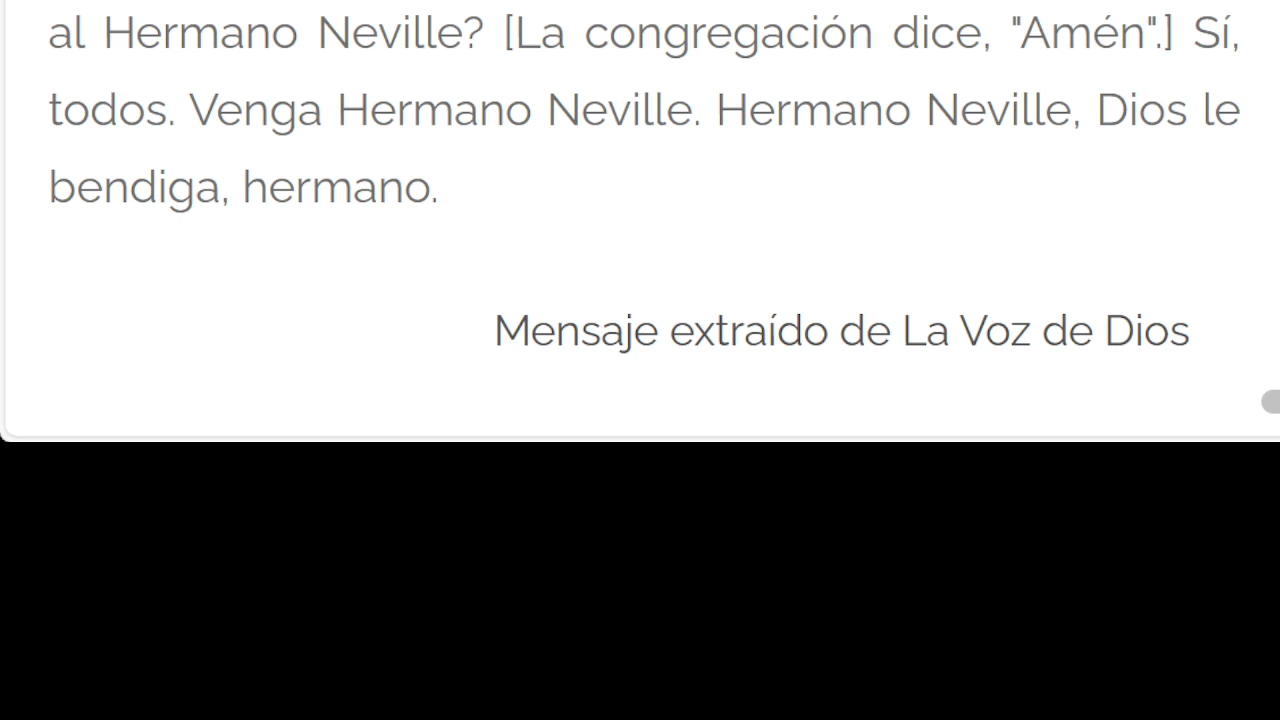 al Hermano Neville? [La congregación dice, "Amén".] Sí,
todos. Venga Hermano Neville. Hermano Neville, Dios le
bendiga, hermano.
Mensaje extraído de La Voz de Dios